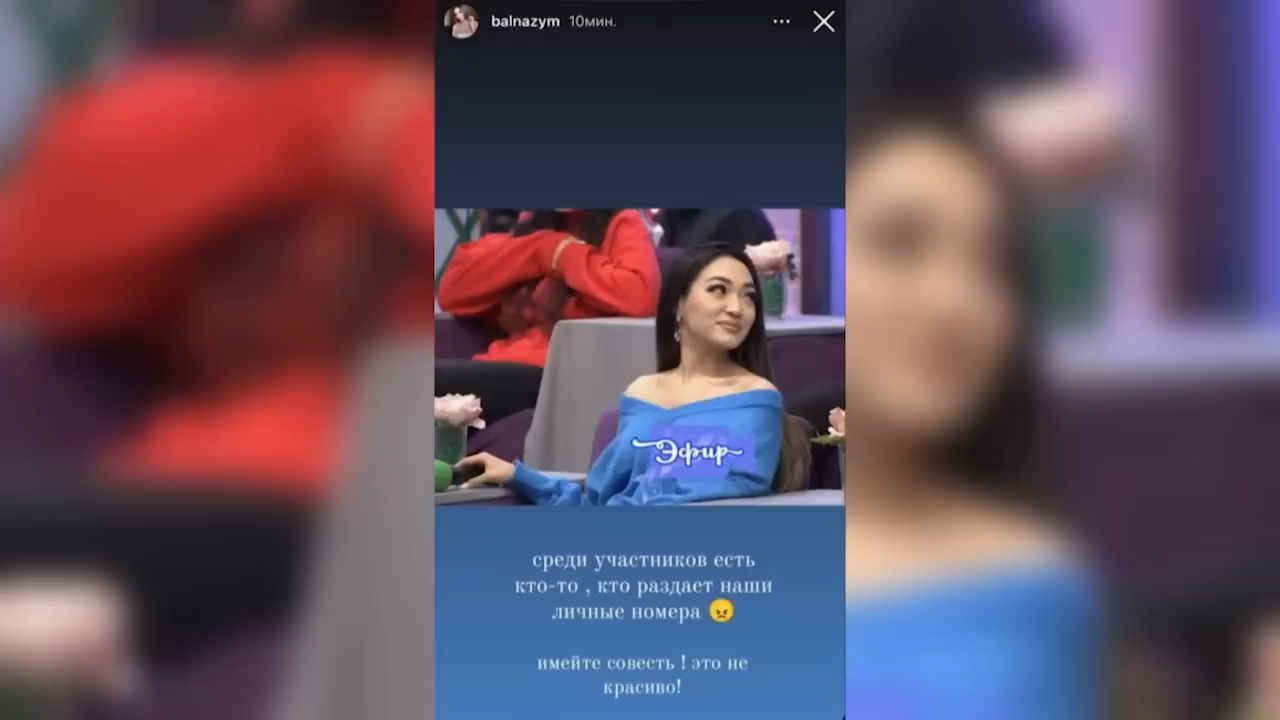 balnazym 10мин.
Эфир
среди участников есть
кто-то , кто раздает наши
личные номера 😠
имейте совесть ! это не
красиво!